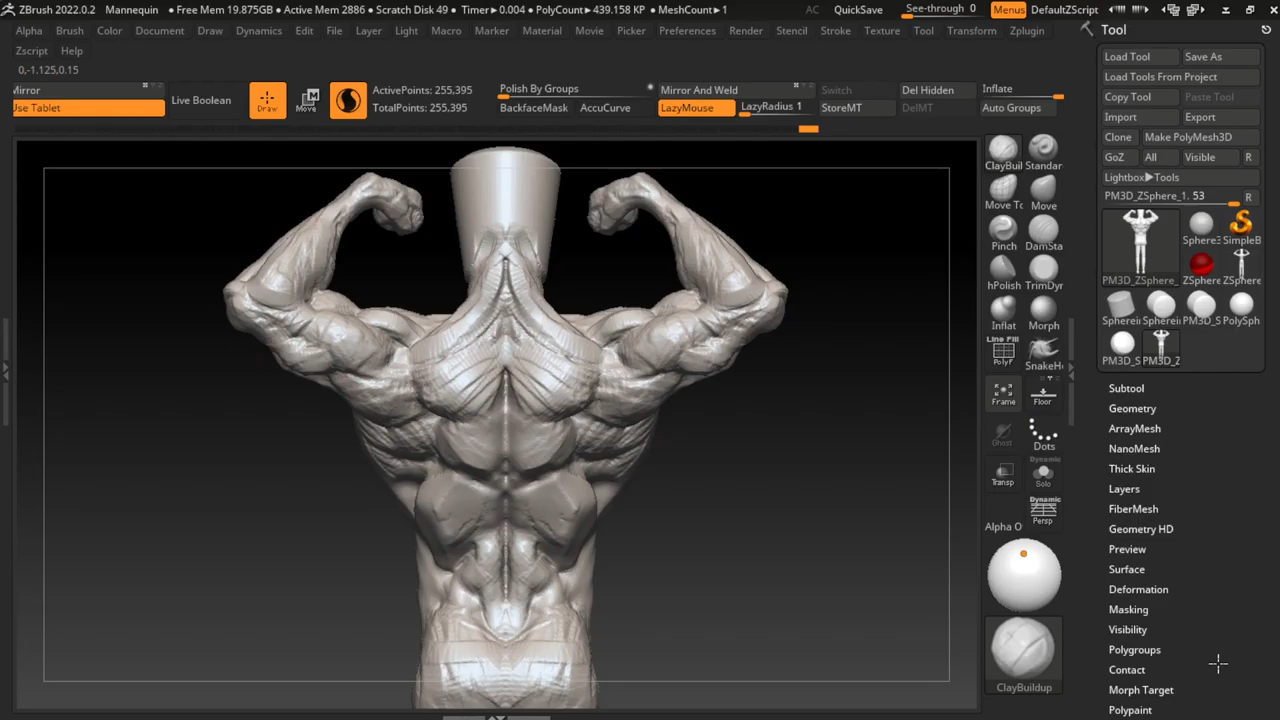 ZBrush 2022.0.2 Mannequin • Free Mem 19.875GB • Active Mem 2886 • Scratch Disk 49 • Timer▶0.004 • PolyCount▶439.158 KP • MeshCount▶1 AC QuickSave See-through 0 Menus DefaultZScript
Alpha Brush Color Document Draw Dynamics Edit File Layer Light Macro Marker Material Movie Picker Preferences Render Stencil Stroke Texture Tool Transform Zplugin
Zscript Help
0,-1.125,0.15
Mirror
Use Tablet
Live Boolean
Draw
Move
ActivePoints: 255,395
TotalPoints: 255,395
Polish By Groups
BackfaceMask AccuCurve
Mirror And Weld
LazyMouse LazyRadius 1
Switch
StoreMT
Del Hidden
DelMT
Inflate
Auto Groups
ClayBuil Standar
Move To Move
Pinch DamSta
hPolish TrimDyr
Inflat Morph
Line Fill
PolyF SnakeHo
Frame Floor
Ghost Dots
Transp Dynamic
Solo
Dynamic
Persp
Alpha O
ClayBuildup
Tool
Load Tool Save As
Load Tools From Project
Copy Tool Paste Tool
Import Export
Clone Make PolyMesh3D
GoZ All Visible R
Lightbox▶Tools
PM3D_ZSphere_1. 53 R
PM3D_ZSphere_ Sphere3 SimpleB
ZSphere ZSphere
Spherei Spherei PM3D_S PolySph
PM3D_S PM3D_Z
Subtool
Geometry
ArrayMesh
NanoMesh
Thick Skin
Layers
FiberMesh
Geometry HD
Preview
Surface
Deformation
Masking
Visibility
Polygroups
Contact
Morph Target
Polypaint